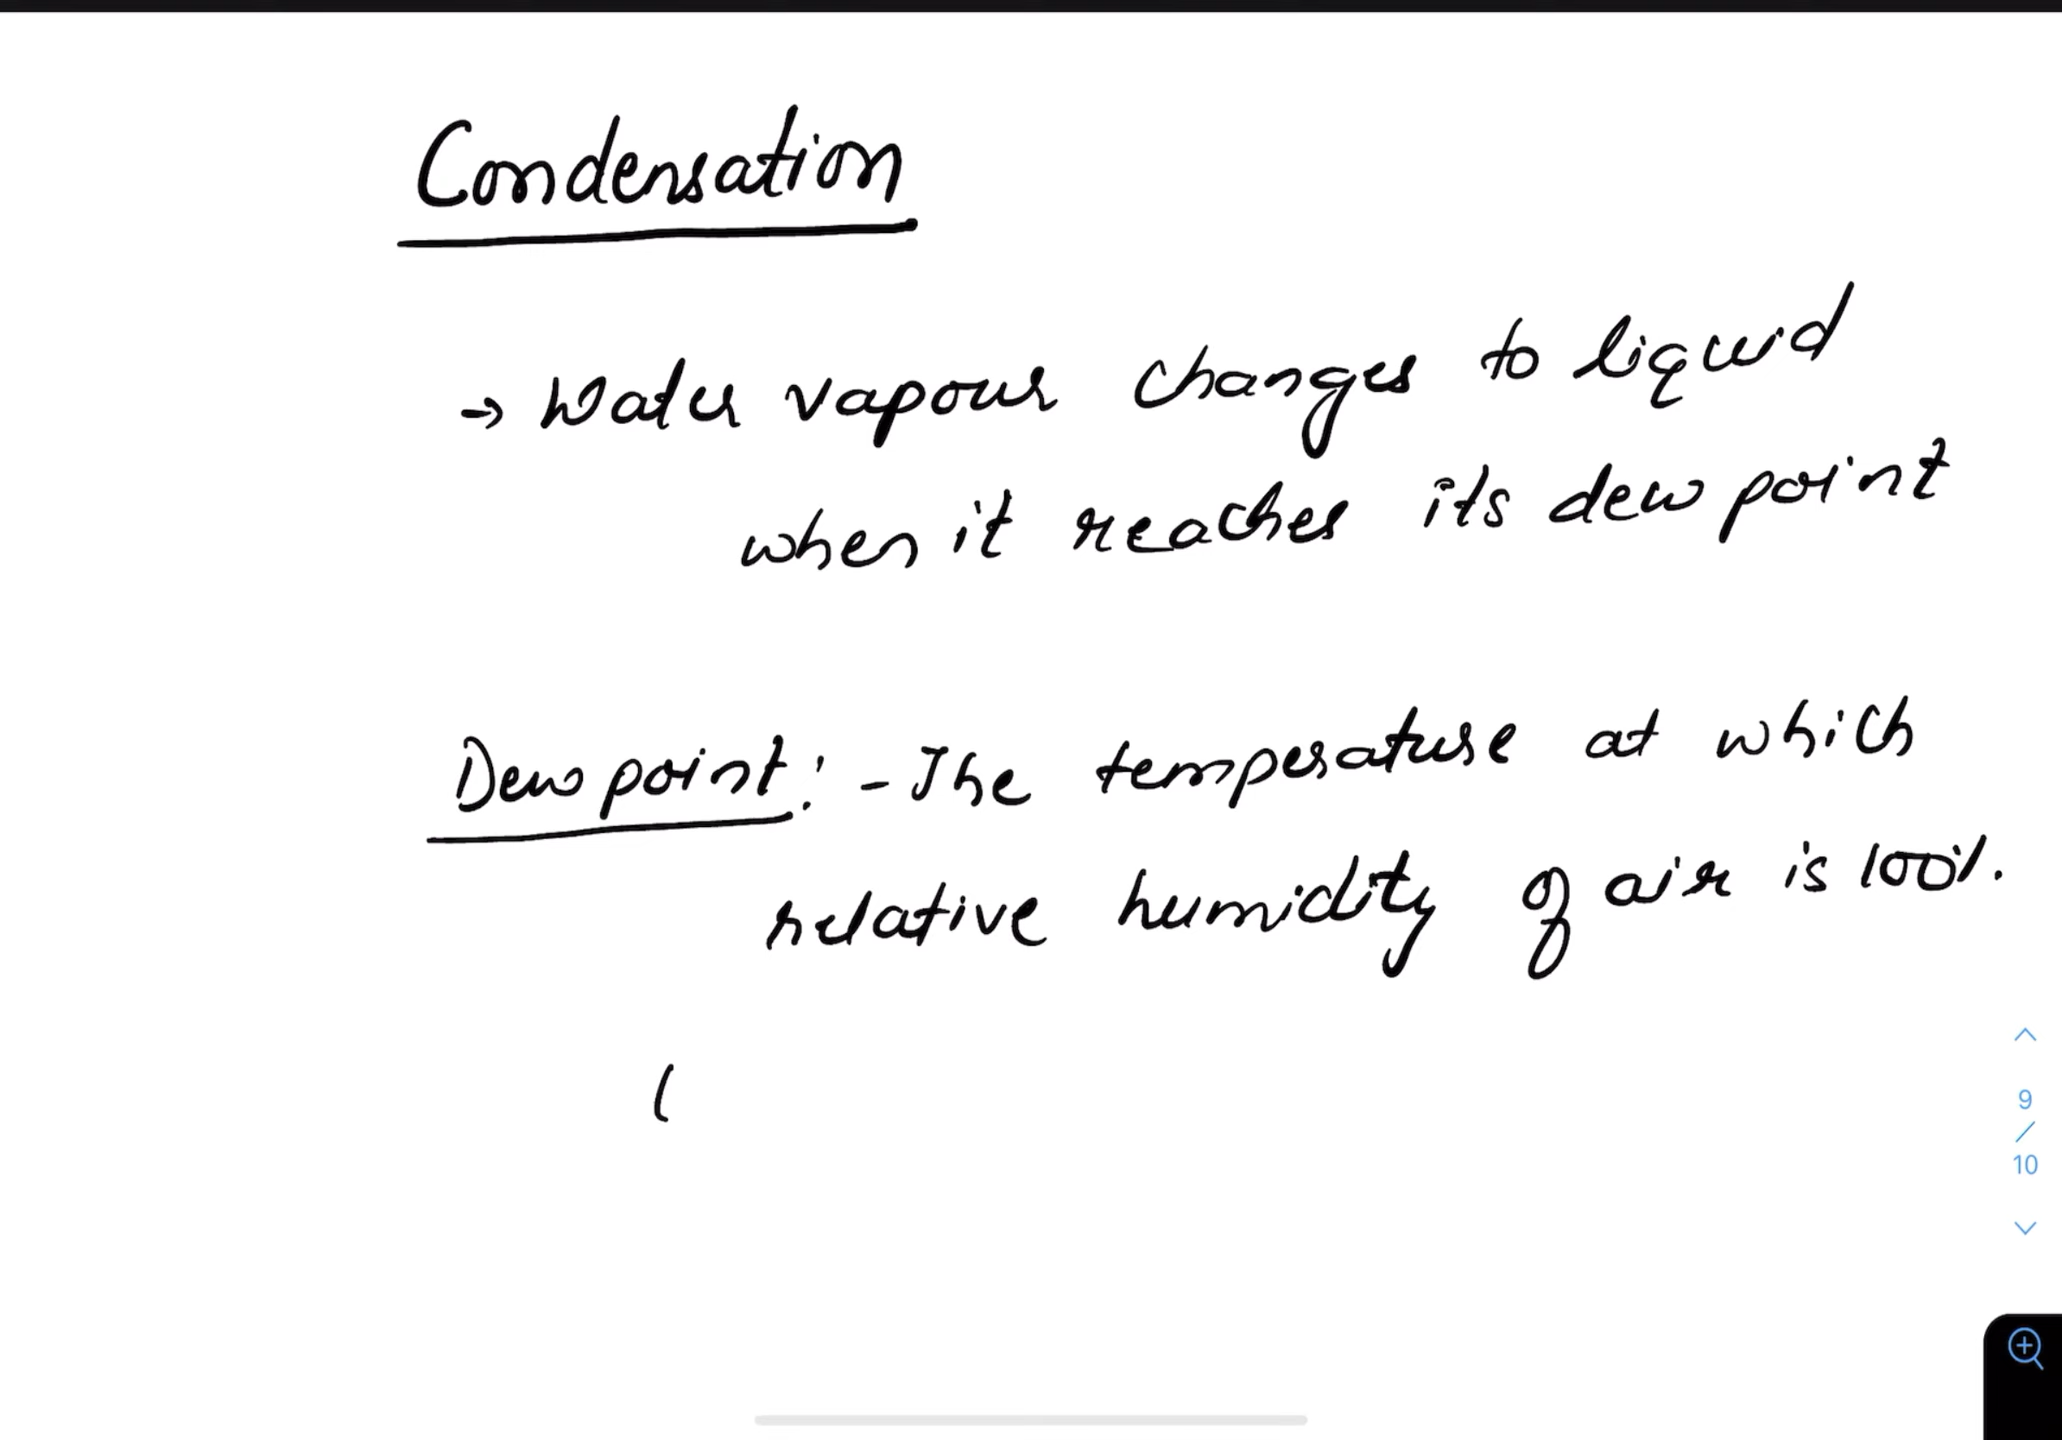 Condensation
→ Water vapour changes to liquid
when it reaches its dew point
Dew point: - The temperature at which
relative humidity of air is 100%.
(
9
/
10